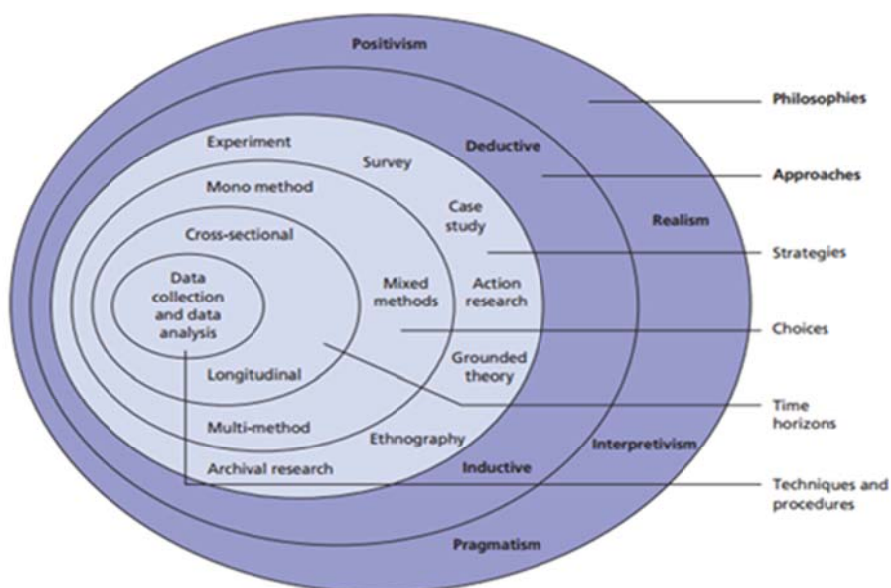 Positivism
Philosophies
Experiment
Deductive
Survey
Approaches
Mono method
Case
study
Realism
Cross-sectional
Strategies
Data
collection
and data
analysis
Mixed
methods
Action
research
Choices
Grounded
theory
Longitudinal
Time
horizons
Multi-method
Ethnography
Interpretivism
Archival research
Inductive
Techniques and
procedures
Pragmatism